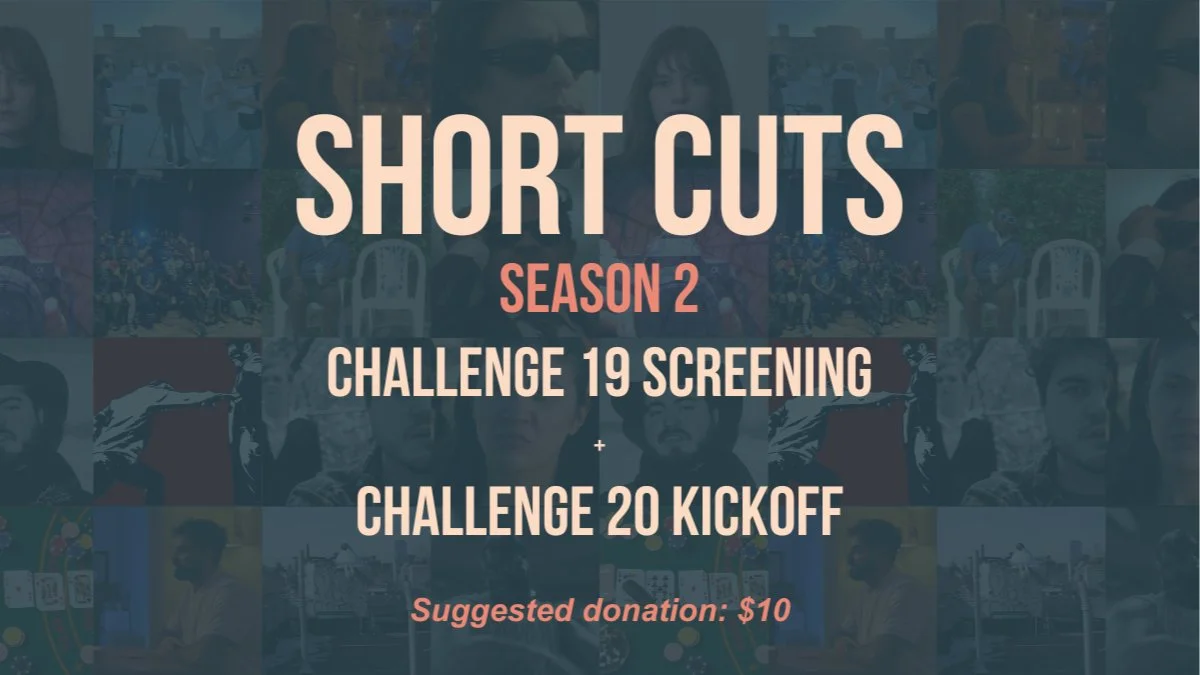 SHORT CUTS
SEASON 2
CHALLENGE 19 SCREENING
+
CHALLENGE 20 KICKOFF
Suggested donation: $10